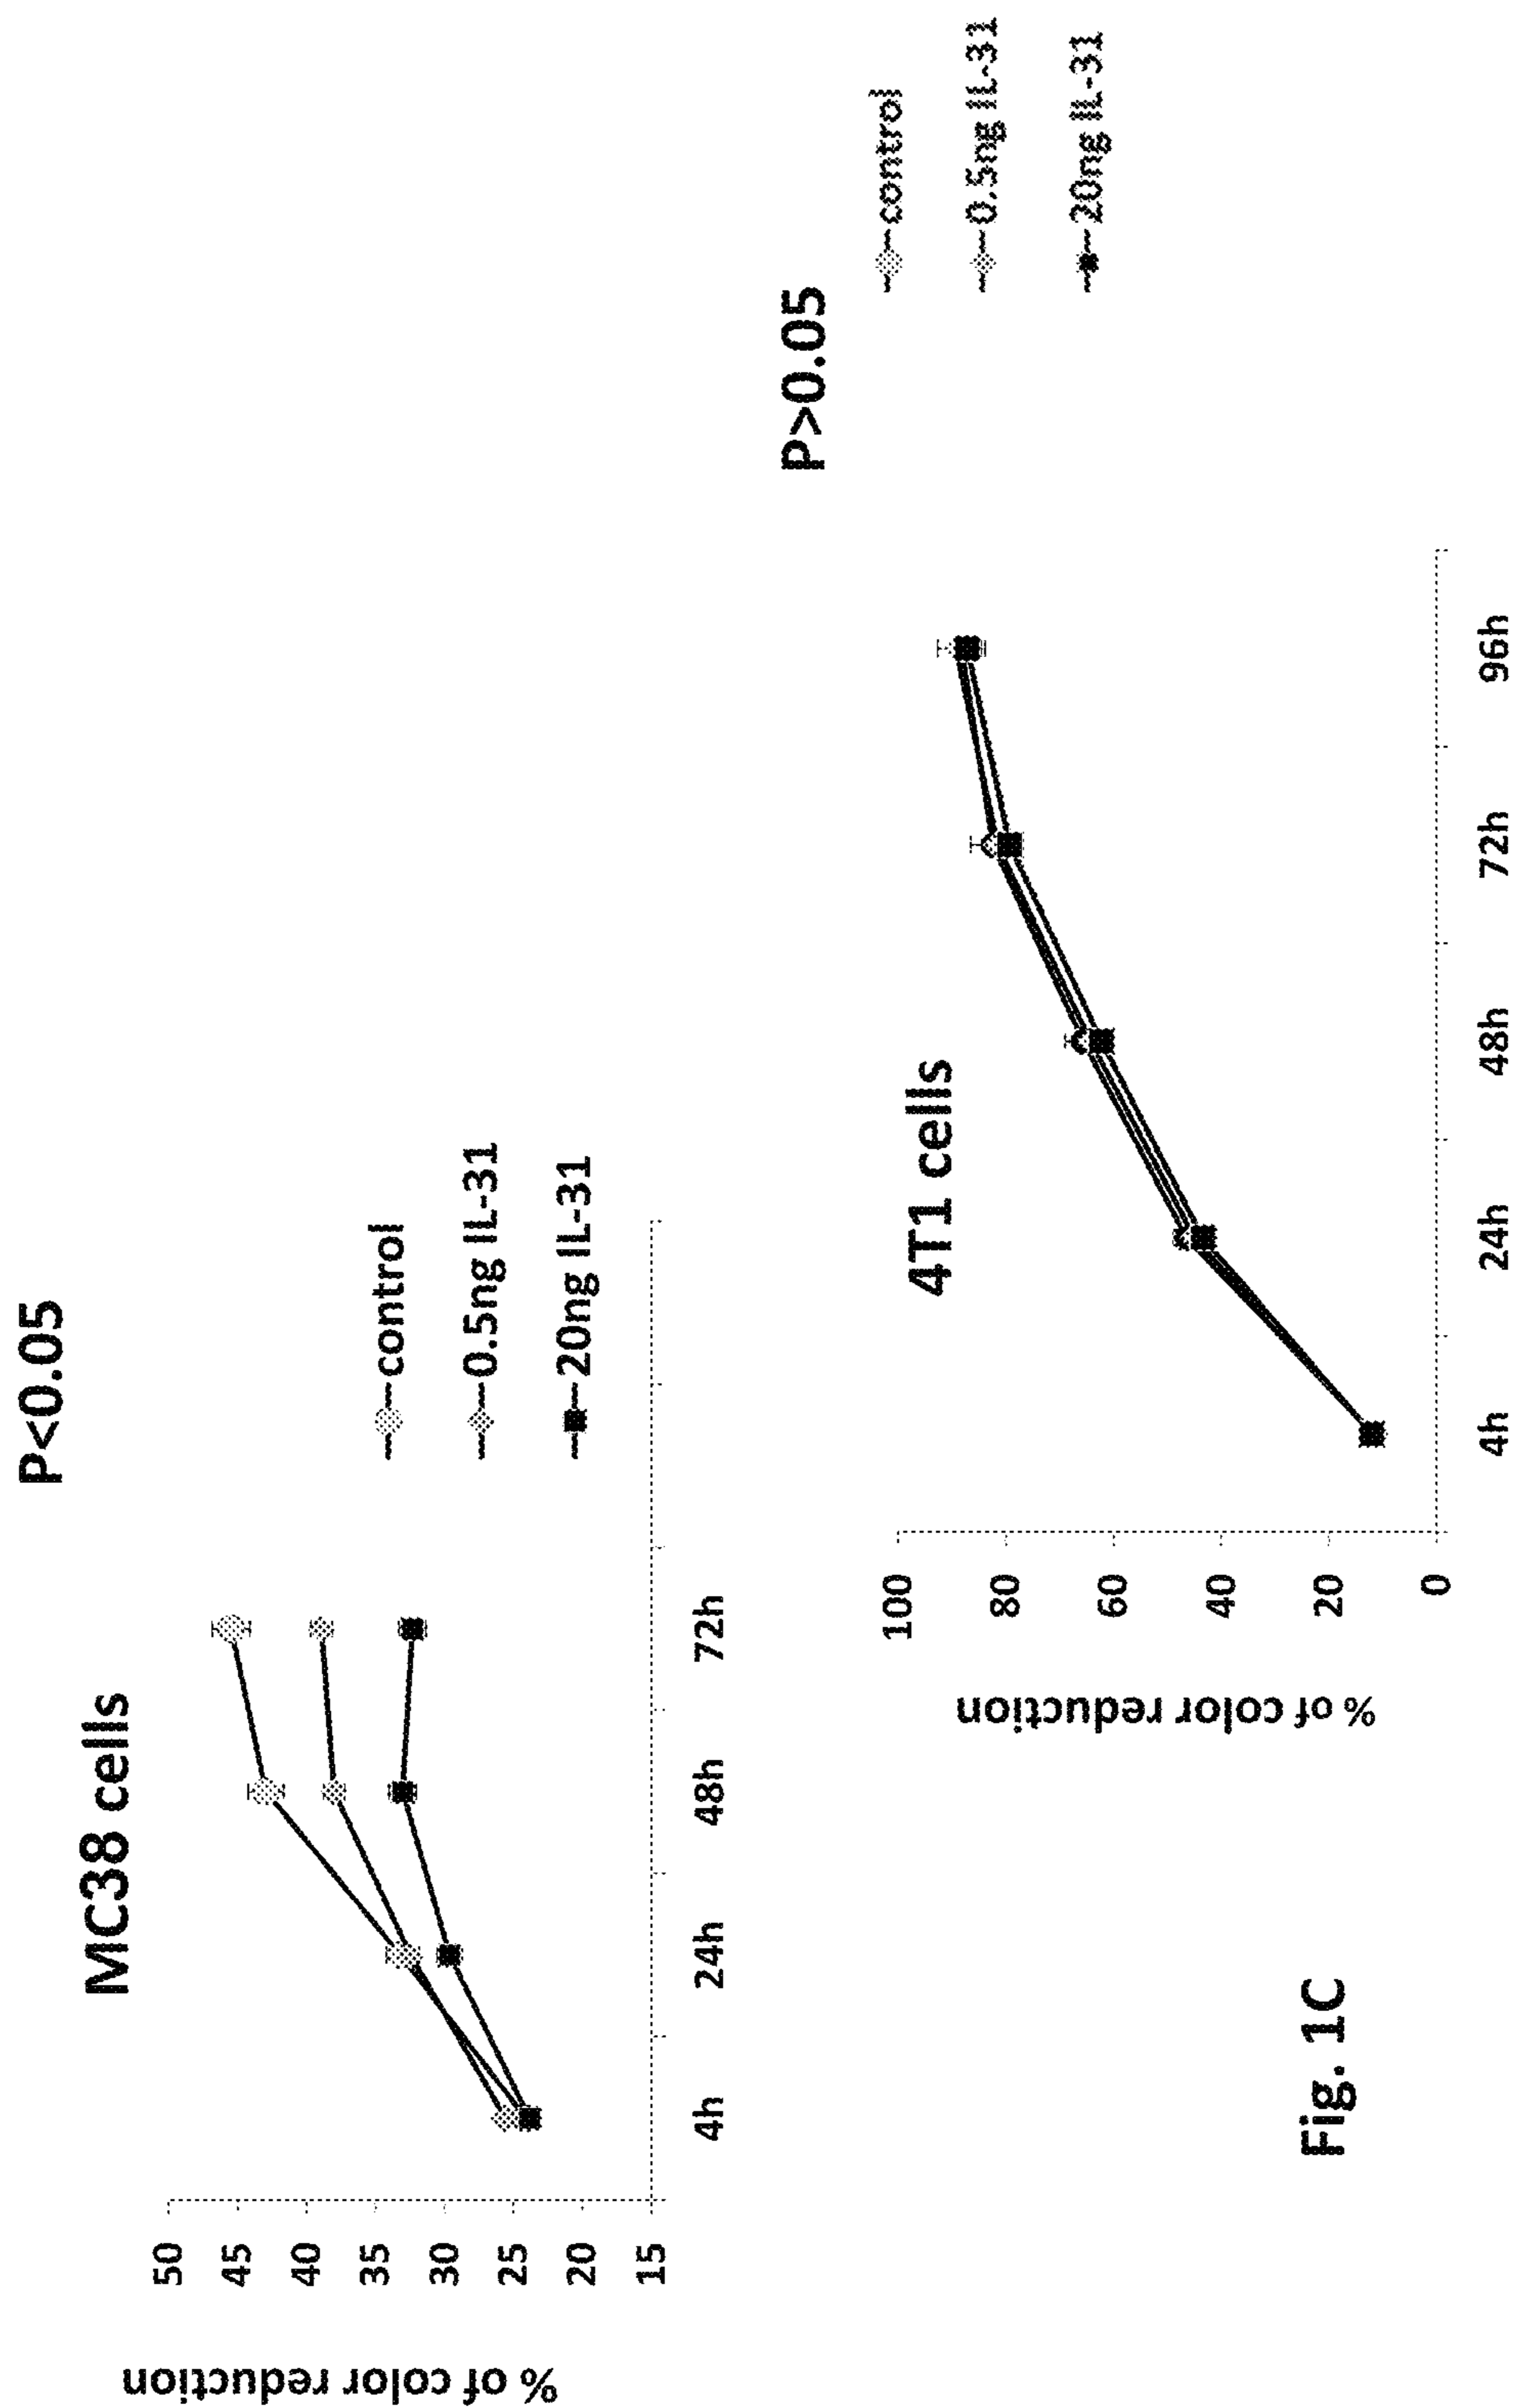 P<0.05
MC38 cells
% of color reduction
50
45
40
35
30
25
20
15
4h
24h
48h
72h
control
0.5ng IL-31
20ng IL-31
P>0.05
4T1 cells
% of color reduction
100
80
60
40
20
0
4h
24h
48h
72h
96h
control
0.5ng IL-31
20ng IL-31
Fig. 1C